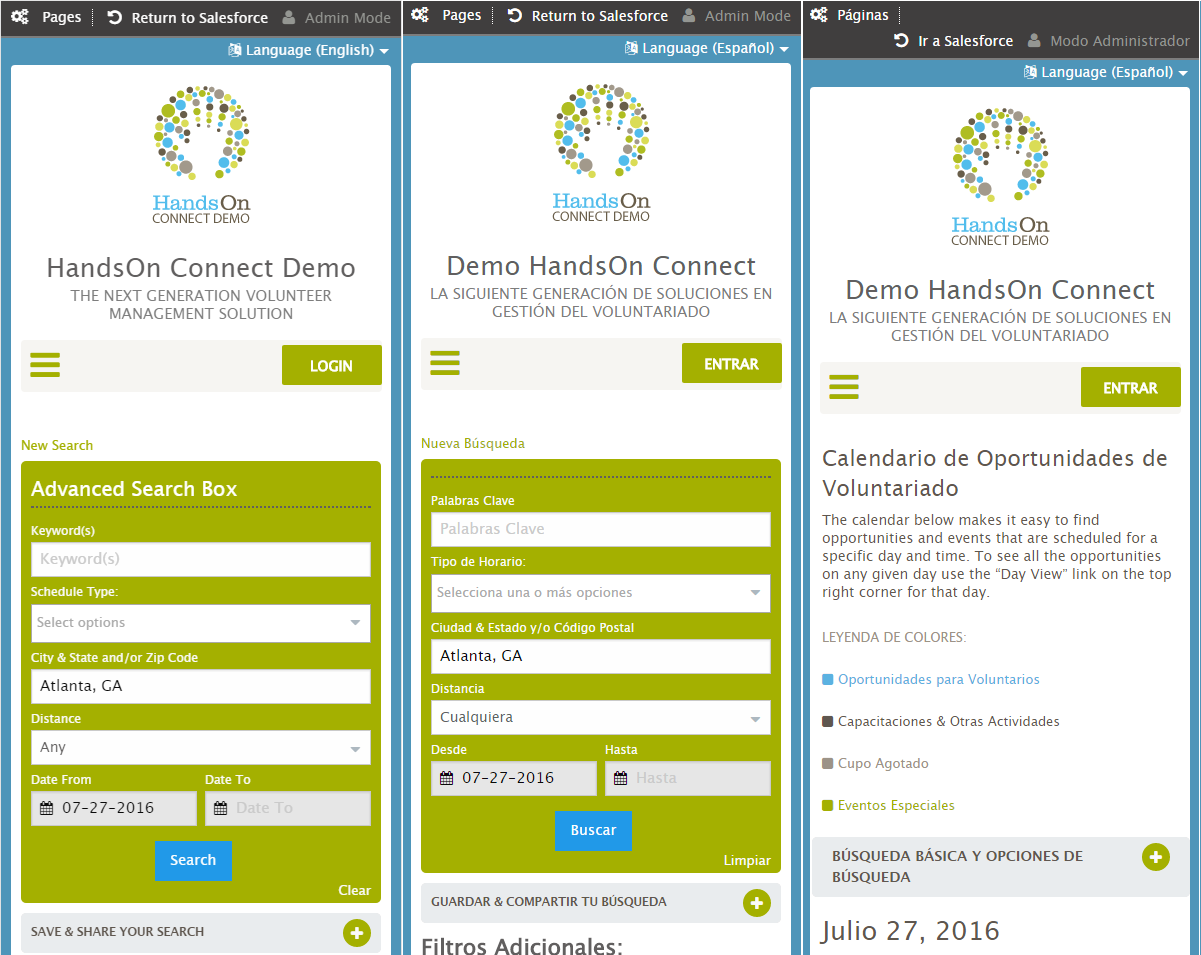 Pages
Return to Salesforce
Admin Mode
Language (English)
HandsOn
CONNECT DEMO
HandsOn Connect Demo
THE NEXT GENERATION VOLUNTEER
MANAGEMENT SOLUTION
LOGIN
New Search
Advanced Search Box
Keyword(s)
Keyword(s)
Schedule Type:
Select options
City & State and/or Zip Code
Atlanta, GA
Distance
Any
Date From Date To
07-27-2016 Date To
Search
Clear
SAVE & SHARE YOUR SEARCH
Pages
Return to Salesforce
Admin Mode
Language (Español)
HandsOn
CONNECT DEMO
Demo HandsOn Connect
LA SIGUIENTE GENERACIÓN DE SOLUCIONES EN
GESTIÓN DEL VOLUNTARIADO
ENTRAR
Nueva Búsqueda
Palabras Clave
Palabras Clave
Tipo de Horario:
Selecciona una o más opciones
Ciudad & Estado y/o Código Postal
Atlanta, GA
Distancia
Cualquiera
Desde Hasta
07-27-2016 Hasta
Buscar
Limpiar
GUARDAR & COMPARTIR TU BÚSQUEDA
Filtros Adicionales:
Páginas
Ir a Salesforce
Modo Administrador
Language (Español)
HandsOn
CONNECT DEMO
Demo HandsOn Connect
LA SIGUIENTE GENERACIÓN DE SOLUCIONES EN
GESTIÓN DEL VOLUNTARIADO
ENTRAR
Calendario de Oportunidades de
Voluntariado
The calendar below makes it easy to find
opportunities and events that are scheduled for a
specific day and time. To see all the opportunities
on any given day use the “Day View” link on the top
right corner for that day.
LEYENDA DE COLORES:
Oportunidades para Voluntarios
Capacitaciones & Otras Actividades
Cupo Agotado
Eventos Especiales
BÚSQUEDA BÁSICA Y OPCIONES DE
BÚSQUEDA
Julio 27, 2016